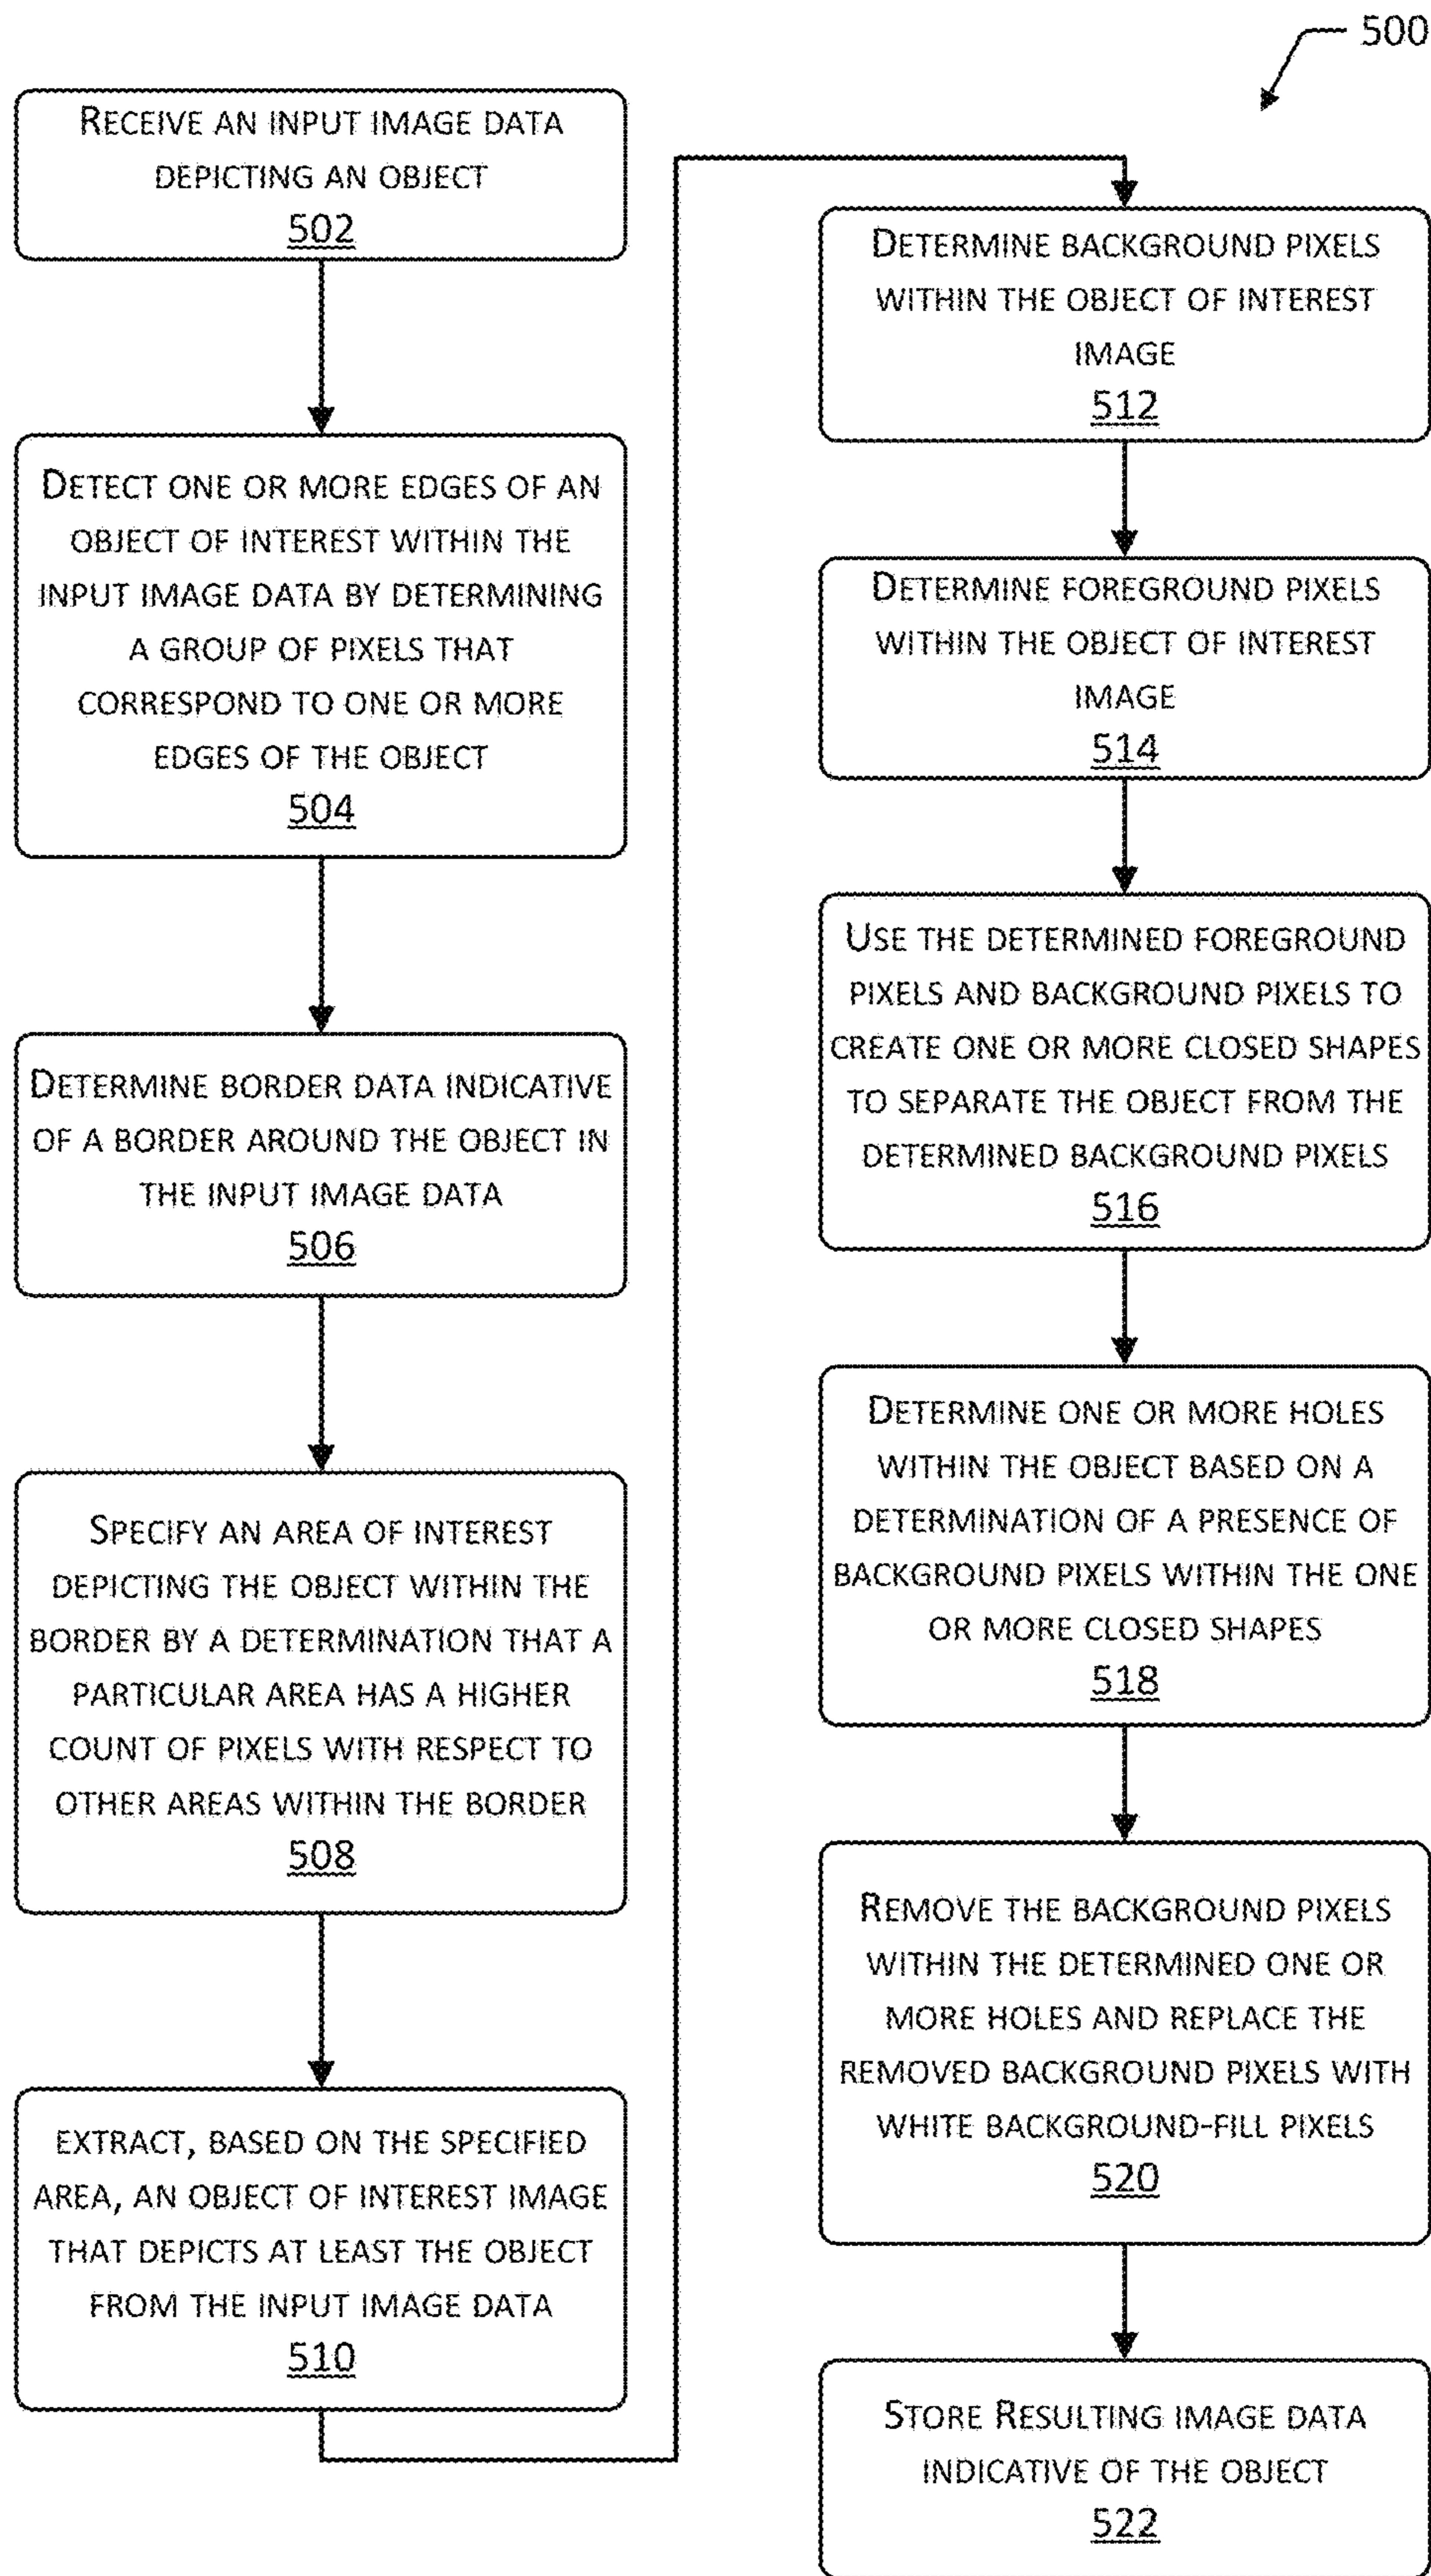 500
RECEIVE AN INPUT IMAGE DATA
DEPICTING AN OBJECT
502
DETECT ONE OR MORE EDGES OF AN
OBJECT OF INTEREST WITHIN THE
INPUT IMAGE DATA BY DETERMINING
A GROUP OF PIXELS THAT
CORRESPOND TO ONE OR MORE
EDGES OF THE OBJECT
504
DETERMINE BORDER DATA INDICATIVE
OF A BORDER AROUND THE OBJECT IN
THE INPUT IMAGE DATA
506
SPECIFY AN AREA OF INTEREST
DEPICTING THE OBJECT WITHIN THE
BORDER BY A DETERMINATION THAT A
PARTICULAR AREA HAS A HIGHER
COUNT OF PIXELS WITH RESPECT TO
OTHER AREAS WITHIN THE BORDER
508
EXTRACT, BASED ON THE SPECIFIED
AREA, AN OBJECT OF INTEREST IMAGE
THAT DEPICTS AT LEAST THE OBJECT
FROM THE INPUT IMAGE DATA
510
DETERMINE BACKGROUND PIXELS
WITHIN THE OBJECT OF INTEREST
IMAGE
512
DETERMINE FOREGROUND PIXELS
WITHIN THE OBJECT OF INTEREST
IMAGE
514
USE THE DETERMINED FOREGROUND
PIXELS AND BACKGROUND PIXELS TO
CREATE ONE OR MORE CLOSED SHAPES
TO SEPARATE THE OBJECT FROM THE
DETERMINED BACKGROUND PIXELS
516
DETERMINE ONE OR MORE HOLES
WITHIN THE OBJECT BASED ON A
DETERMINATION OF A PRESENCE OF
BACKGROUND PIXELS WITHIN THE ONE
OR MORE CLOSED SHAPES
518
REMOVE THE BACKGROUND PIXELS
WITHIN THE DETERMINED ONE OR
MORE HOLES AND REPLACE THE
REMOVED BACKGROUND PIXELS WITH
WHITE BACKGROUND-FILL PIXELS
520
STORE RESULTING IMAGE DATA
INDICATIVE OF THE OBJECT
522